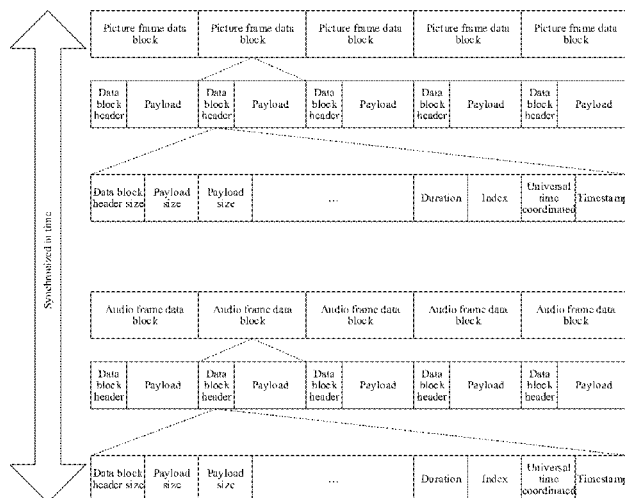 Synchronized in time
Picture frame data Picture frame data Picture frame data Picture frame data Picture frame data
block block block block block
Data Data Data Data Data
block Payload block Payload block Payload block Payload block Payload
header header header header header
Data block Payload Payload ... Duration Index Universal Timestamp
header size size size time
coordinated
Audio frame data Audio frame data Audio frame data Audio frame data Audio frame data
block block block block block
Data Data Data Data Data
block Payload block Payload block Payload block Payload block Payload
header header header header header
Data block Payload Payload ... Duration Index Universal Timestamp
header size size size time
coordinated